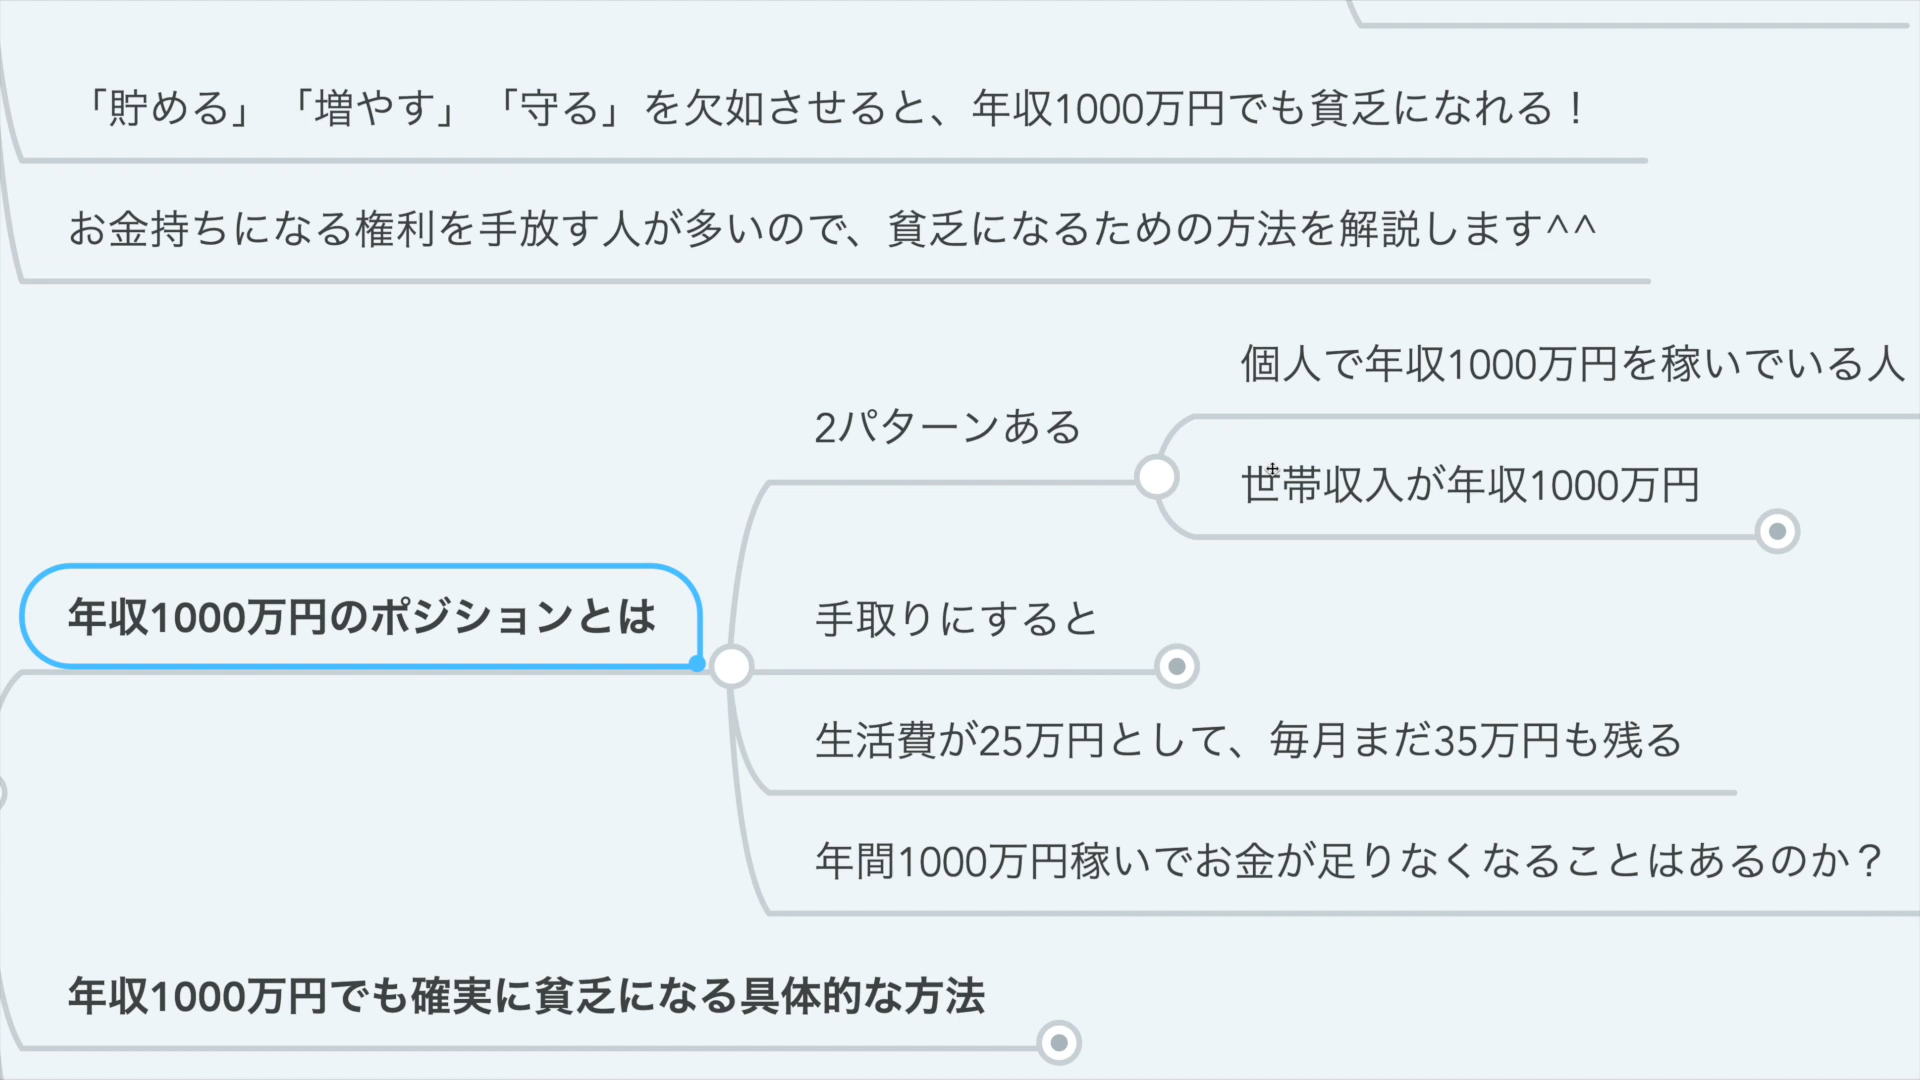 「貯める」「増やす」「守る」を欠如させると、年収1000万円でも貧乏になれる！
お金持ちになる権利を手放す人が多いので、貧乏になるための方法を解説します^^
個人で年収1000万円を稼いでいる人
2パターンある
世帯収入が年収1000万円
年収1000万円のポジションとは
手取りにすると
生活費が25万円として、毎月まだ35万円も残る
年間1000万円稼いでお金が足りなくなることはあるのか？
年収1000万円でも確実に貧乏になる具体的な方法